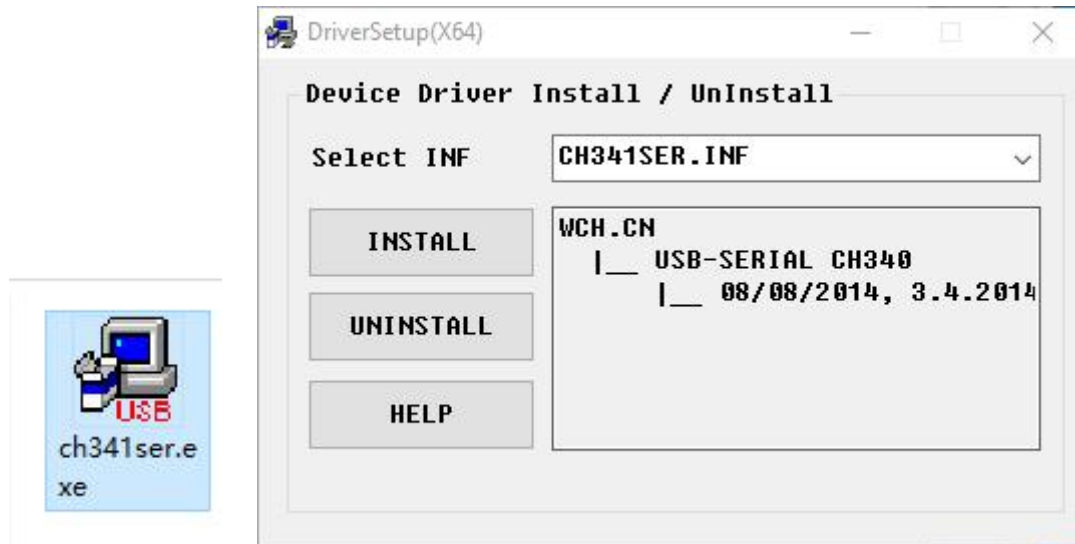 USB
ch341ser.e
xe
DriverSetup(X64)
Device Driver Install / UnInstall
Select INF
CH341SER.INF
INSTALL
UNINSTALL
HELP
WCH.CN
|__ USB-SERIAL CH340
|__ 08/08/2014, 3.4.2014